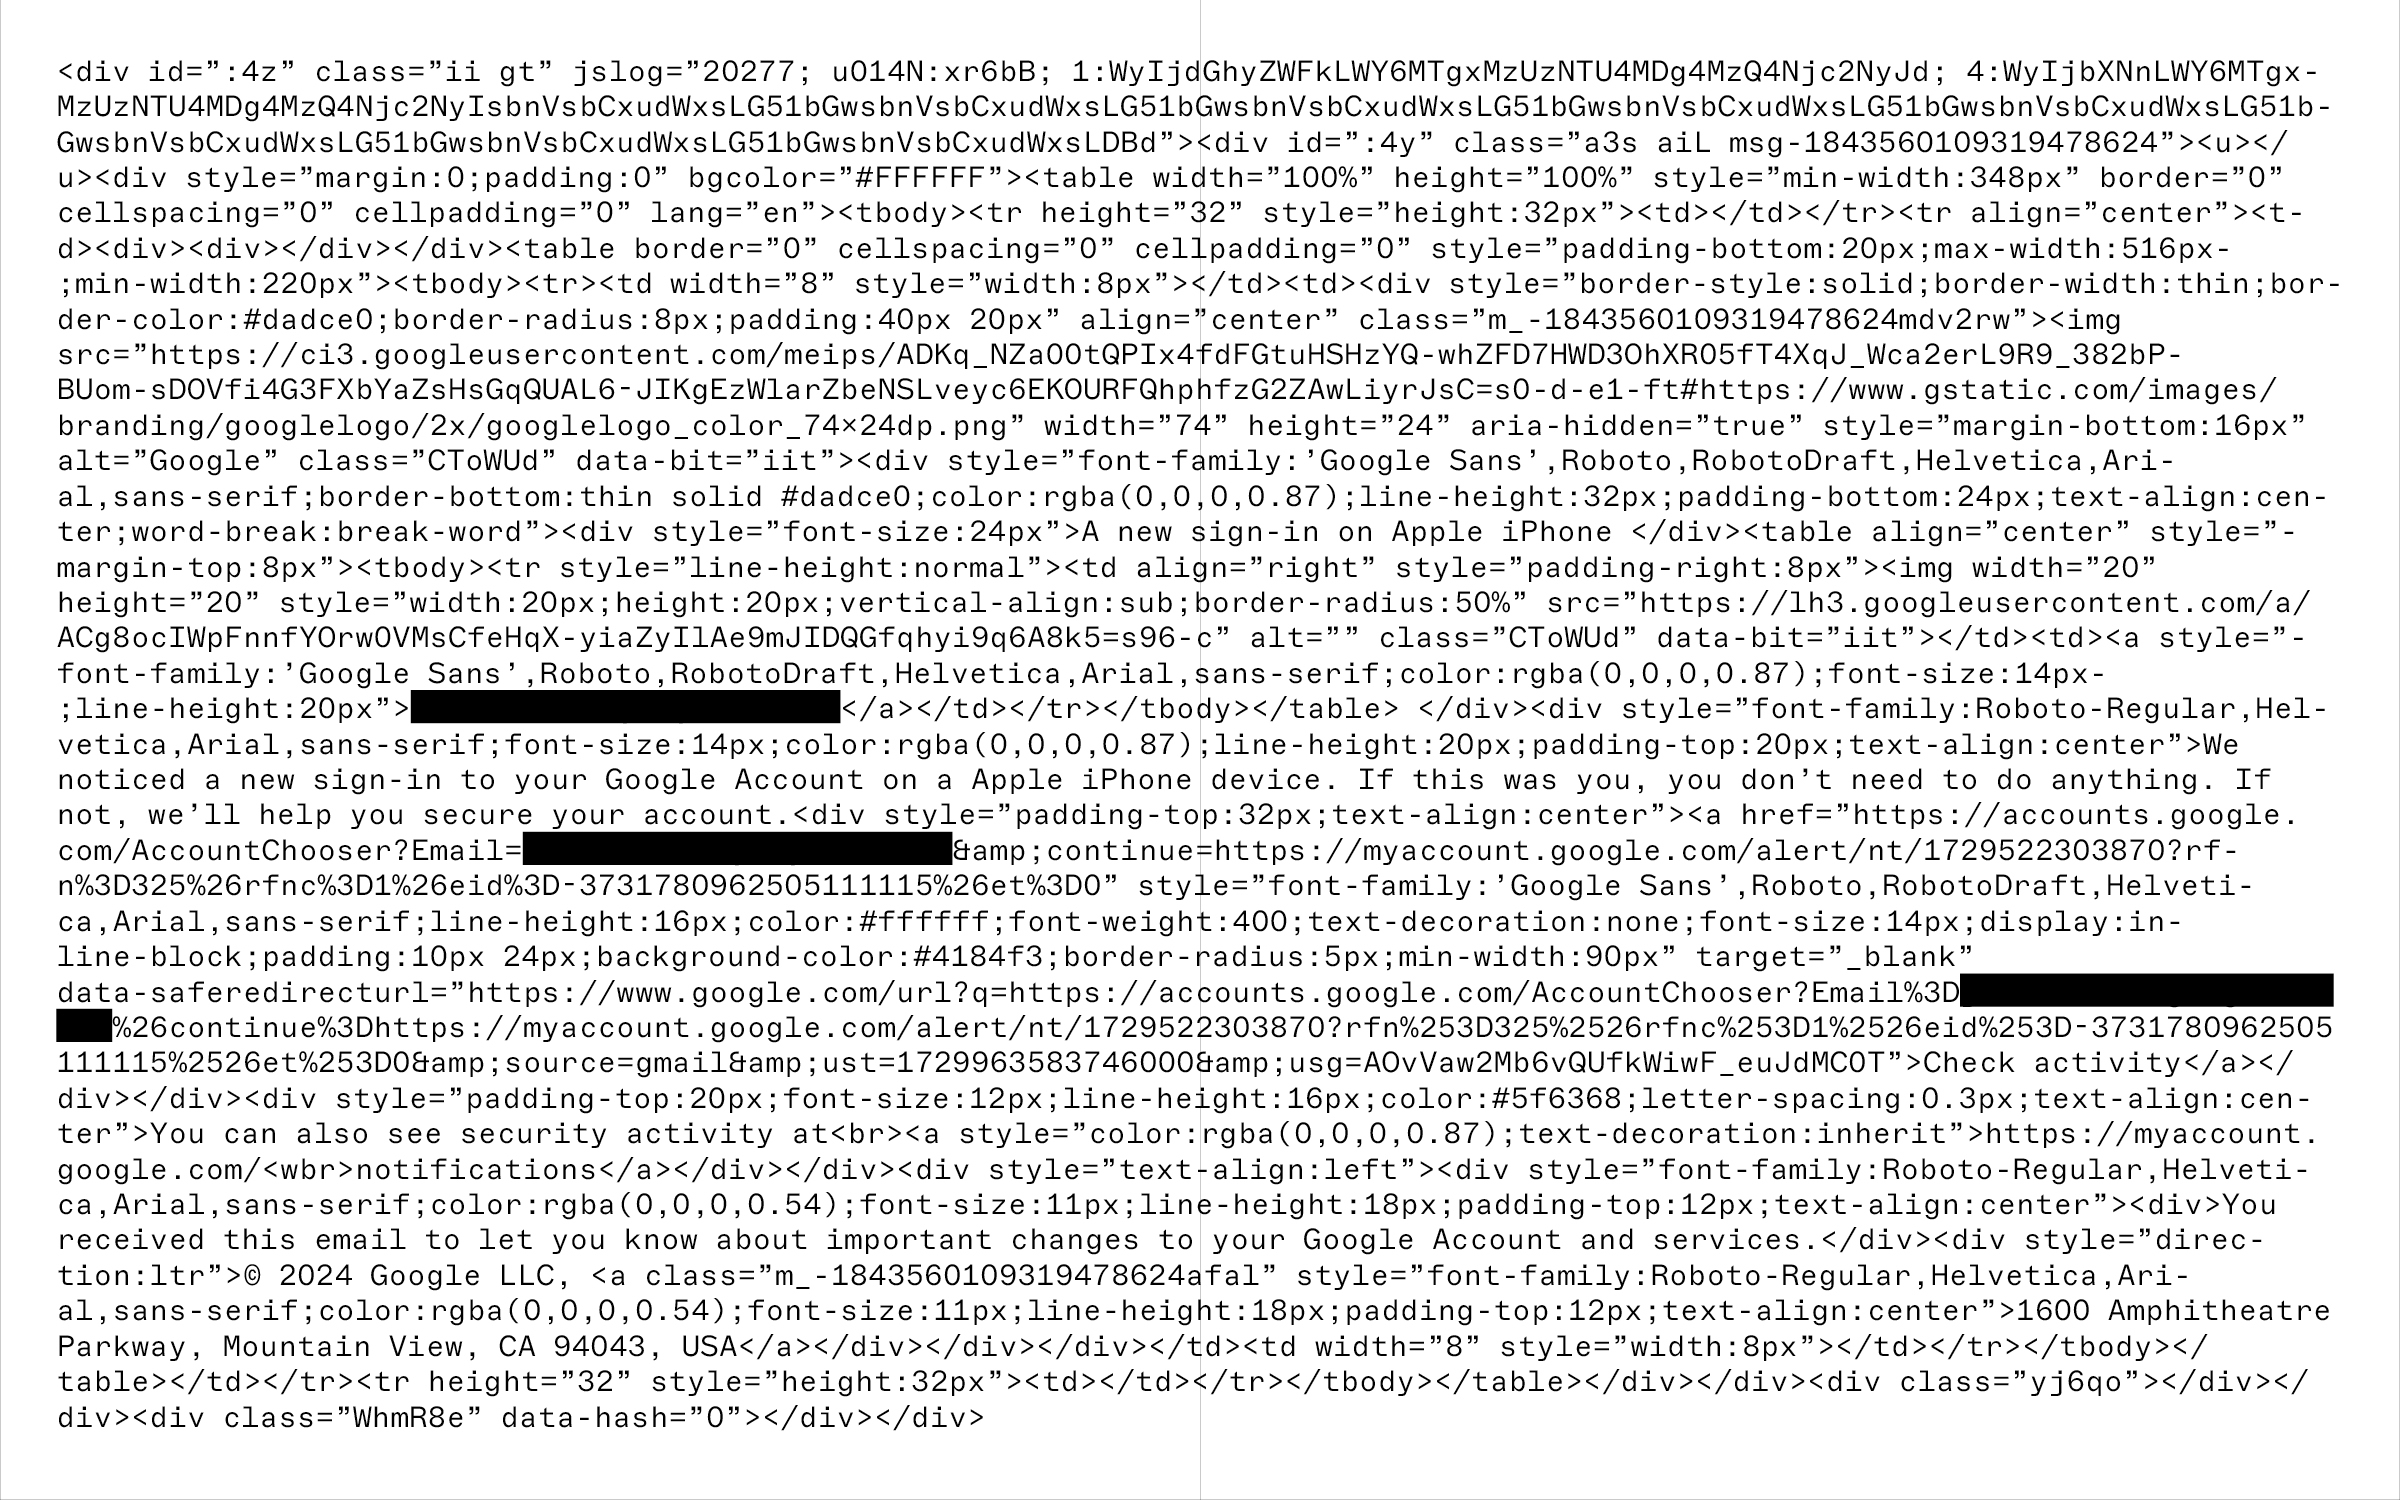 <div id=”:4z” class=”ii gt” jslog=”20277; u014N:xr6bB; 1:WyIjdGhyZWFkLWY6MTgxMzUzNTU4MDg4MzQ4Njc2NyJd; 4:WyIjbXNnLWY6MTgx-
MzUzNTU4MDg4MzQ4Njc2NyIsbnVsbCxudWxsLG51bGwsbnVsbCxudWxsLG51bGwsbnVsbCxudWxsLG51bGwsbnVsbCxudWxsLG51bGwsbnVsbCxudWxsLG51b-
GwsbnVsbCxudWxsLG51bGwsbnVsbCxudWxsLG51bGwsbnVsbCxudWxsLDBd”><div id=”:4y” class=”a3s aiL msg-1843560109319478624”><u></
u><div style=”margin:0;padding:0” bgcolor=”#FFFFFF”><table width=”100%” height=”100%” style=”min-width:348px” border=”0”
cellspacing=”0” cellpadding=”0” lang=”en”><tbody><tr height=”32” style=”height:32px”><td></td></tr><tr align=”center”><t-
d><div><div></div></div><table border=”0” cellspacing=”0” cellpadding=”0” style=”padding-bottom:20px;max-width:516px-
;min-width:220px”><tbody><tr><td width=”8” style=”width:8px”></td><td><div style=”border-style:solid;border-width:thin;bor-
der-color:#dadce0;border-radius:8px;padding:40px 20px” align=”center” class=”m_-1843560109319478624mdv2rw”><img
src=”https://ci3.googleusercontent.com/meips/ADKq_NZa00tQPIx4fdFGtuHSHzYQ-whZFD7HWD3OhXR05fT4XqJ_Wca2erL9R9_382bP-
BUom-sDOVfi4G3FXbYaZsHsGqQUAL6-JIKgEzWlarZbeNSLveyc6EKOURFQhphfzG2ZAwLiyrJsC=s0-d-e1-ft#https://www.gstatic.com/images/
branding/googlelogo/2x/googlelogo_color_74×24dp.png” width=”74” height=”24” aria-hidden=”true” style=”margin-bottom:16px”
alt=”Google” class=”CToWUd” data-bit=”iit”><div style=”font-family:’Google Sans’,Roboto,RobotoDraft,Helvetica,Ari-
al,sans-serif;border-bottom:thin solid #dadce0;color:rgba(0,0,0,0.87);line-height:32px;padding-bottom:24px;text-align:cen-
ter;word-break:break-word”><div style=”font-size:24px”>A new sign-in on Apple iPhone </div><table align=”center” style=”-
margin-top:8px”><tbody><tr style=”line-height:normal”><td align=”right” style=”padding-right:8px”><img width=”20”
height=”20” style=”width:20px;height:20px;vertical-align:sub;border-radius:50%” src=”https://lh3.googleusercontent.com/a/
ACg8ocIWpFnnfYOrw0VMsCfeHqX-yiaZyIlAe9mJIDQGfqhyi9q6A8k5=s96-c” alt=”” class=”CToWUd” data-bit=”iit”></td><td><a style=”-
font-family:’Google Sans’,Roboto,RobotoDraft,Helvetica,Arial,sans-serif;color:rgba(0,0,0,0.87);font-size:14px-
;line-height:20px”></a></td></tr></tbody></table> </div><div style=”font-family:Roboto-Regular,Hel-
vetica,Arial,sans-serif;font-size:14px;color:rgba(0,0,0,0.87);line-height:20px;padding-top:20px;text-align:center”>We
noticed a new sign-in to your Google Account on a Apple iPhone device. If this was you, you don’t need to do anything. If
not, we’ll help you secure your account.<div style=”padding-top:32px;text-align:center”><a href=”https://accounts.google.
com/AccountChooser?Email=&amp;continue=https://myaccount.google.com/alert/nt/1729522303870?rf-
n%3D325%26rfnc%3D1%26eid%3D-3731780962505111115%26et%3D0” style=”font-family:’Google Sans’,Roboto,RobotoDraft,Helveti-
ca,Arial,sans-serif;line-height:16px;color:#ffffff;font-weight:400;text-decoration:none;font-size:14px;display:in-
line-block;padding:10px 24px;background-color:#4184f3;border-radius:5px;min-width:90px” target=”_blank”
data-saferedirecturl=”https://www.google.com/url?q=https://accounts.google.com/AccountChooser?Email%3D
%26continue%3Dhttps://myaccount.google.com/alert/nt/1729522303870?rfn%253D325%2526rfnc%253D1%2526eid%253D-3731780962505
111115%2526et%253D0&amp;source=gmail&amp;ust=1729963583746000&amp;usg=AOvVaw2Mb6vQUfkWiwF_euJdMC0T”>Check activity</a></
div></div><div style=”padding-top:20px;font-size:12px;line-height:16px;color:#5f6368;letter-spacing:0.3px;text-align:cen-
ter”>You can also see security activity at<br><a style=”color:rgba(0,0,0,0.87);text-decoration:inherit”>https://myaccount.
google.com/<wbr>notifications</a></div></div><div style=”text-align:left”><div style=”font-family:Roboto-Regular,Helveti-
ca,Arial,sans-serif;color:rgba(0,0,0,0.54);font-size:11px;line-height:18px;padding-top:12px;text-align:center”><div>You
received this email to let you know about important changes to your Google Account and services.</div><div style=”direc-
tion:ltr”>© 2024 Google LLC, <a class=”m_-1843560109319478624afal” style=”font-family:Roboto-Regular,Helvetica,Ari-
al,sans-serif;color:rgba(0,0,0,0.54);font-size:11px;line-height:18px;padding-top:12px;text-align:center”>1600 Amphitheatre
Parkway, Mountain View, CA 94043, USA</a></div></div></div></td><td width=”8” style=”width:8px”></td></tr></tbody></
table></td></tr><tr height=”32” style=”height:32px”><td></td></tr></tbody></table></div></div><div class=”yj6qo”></div></
div><div class=”WhmR8e” data-hash=”0”></div></div>